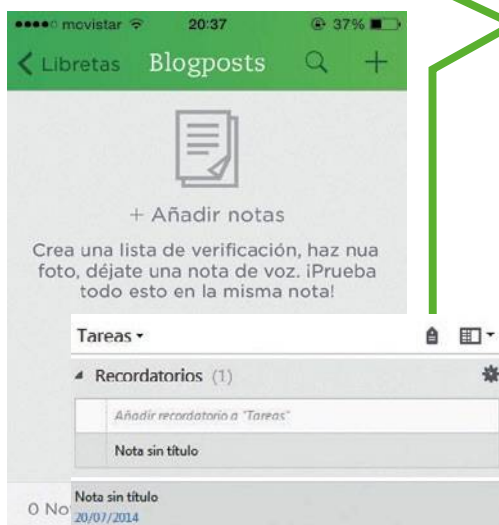 movistar 20:37 37%
Libretas Blogposts
+ Añadir notas
Crea una lista de verificación, haz nua
foto, déjate una nota de voz. ¡Prueba
todo esto en la misma nota!
Tareas
Recordatorios (1)
Añadir recordatorio a "Tareas"
Nota sin título
Nota sin título
0 No
20/07/2014